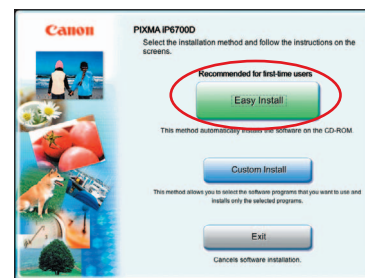 Canon
PIXMA iP6700D
Select the installation method and follow the instructions on the
screens.
Recommended for first-time users
Easy Install
This method automatically installs the software on the CD-ROM.
Custom Install
This method allows you to select the software programs that you want to use and
installs only the selected programs.
Exit
Cancels software installation.